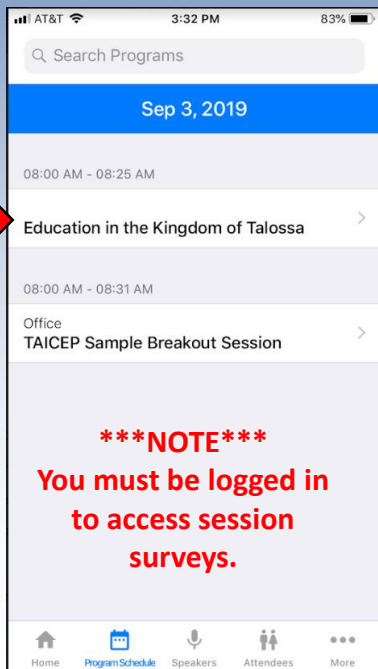 AT&T 3:32 PM 83%
Search Programs
Sep 3, 2019
08:00 AM - 08:25 AM
Education in the Kingdom of Talossa
08:00 AM - 08:31 AM
Office
TAICEP Sample Breakout Session
***NOTE***
You must be logged in
to access session
surveys.
Home Program Schedule Speakers Attendees More